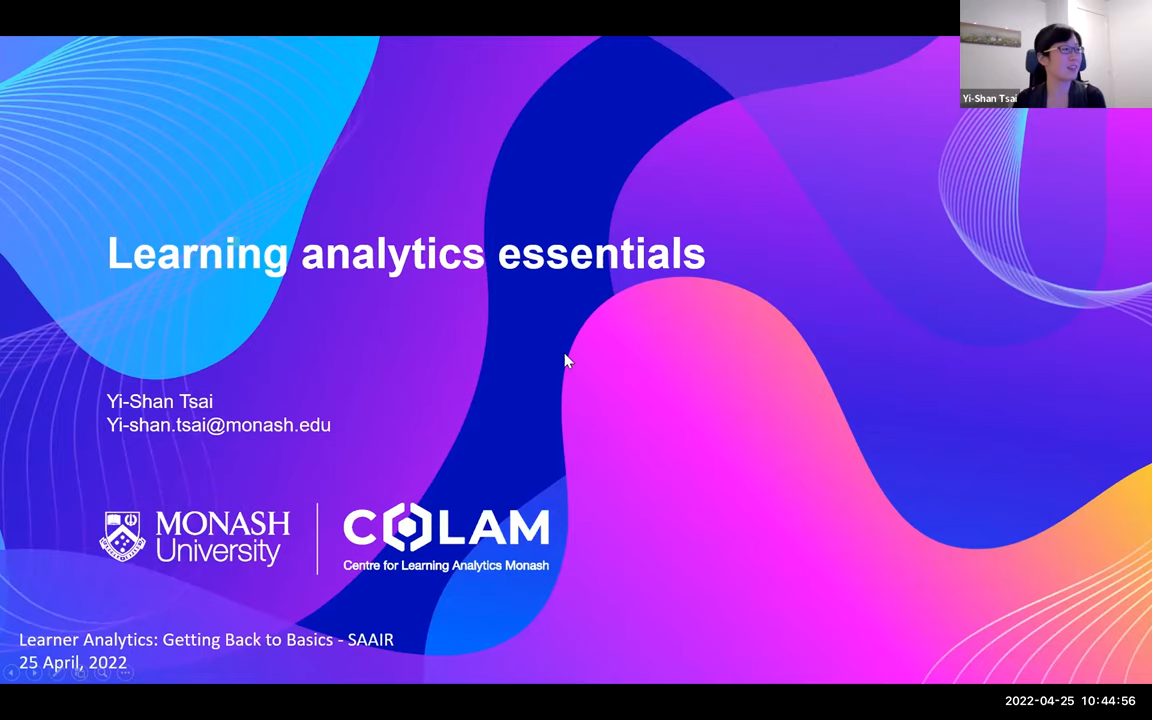 Yi-Shan Tsai
Learning analytics essentials
Yi-Shan Tsai
Yi-shan.tsai@monash.edu
MONASH
University
COLAM
Centre for Learning Analytics Monash
Learner Analytics: Getting Back to Basics - SAAIR
25 April, 2022
2022-04-25 10:44:56